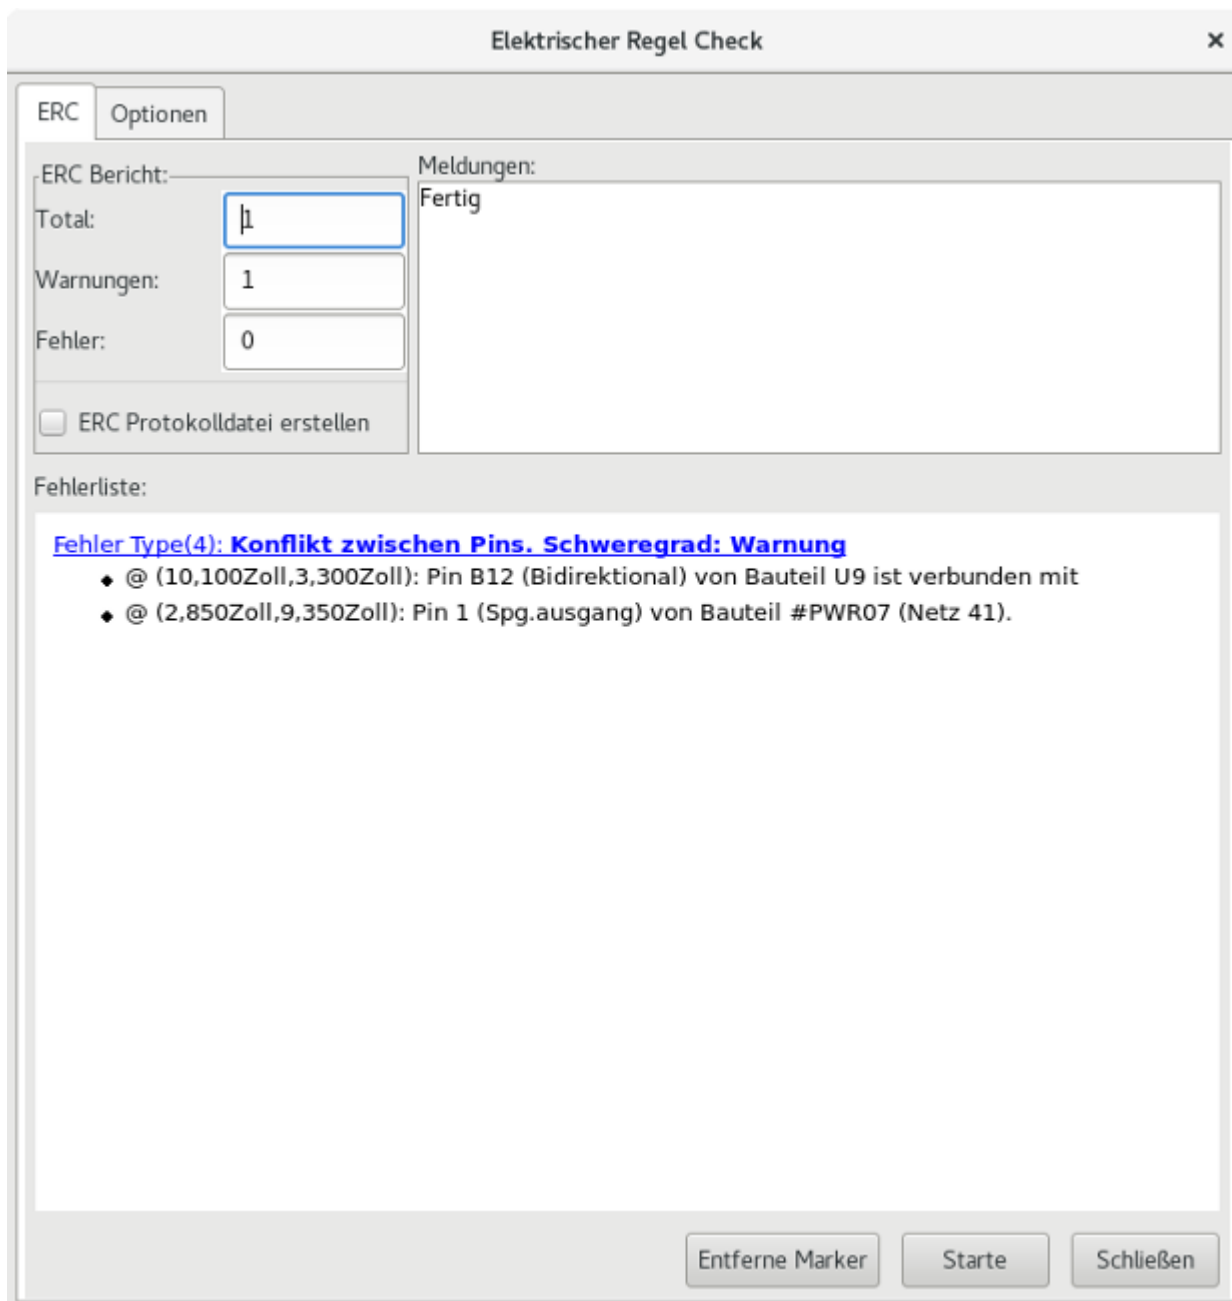 Elektrischer Regel Check
ERC
Optionen
ERC Bericht:
Total:
1
Warnungen:
1
Fehler:
0
ERC Protokolldatei erstellen
Meldungen:
Fertig
Fehlerliste:
Fehler Type(4): Konflikt zwischen Pins. Schweregrad: Warnung
@ (10,100Zoll,3,300Zoll): Pin B12 (Bidirektional) von Bauteil U9 ist verbunden mit
@ (2,850Zoll,9,350Zoll): Pin 1 (Spg.ausgang) von Bauteil #PWR07 (Netz 41).
Entferne Marker
Starte
Schließen